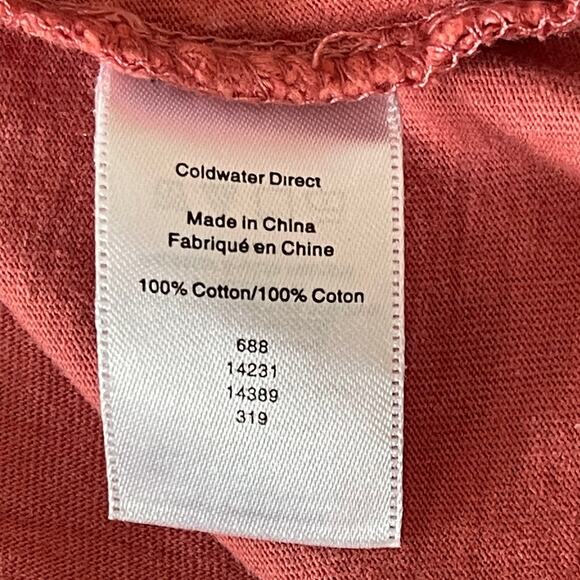 Coldwater Direct
Made in China
Fabriqué en Chine
100% Cotton/100% Coton
688
14231
14389
319